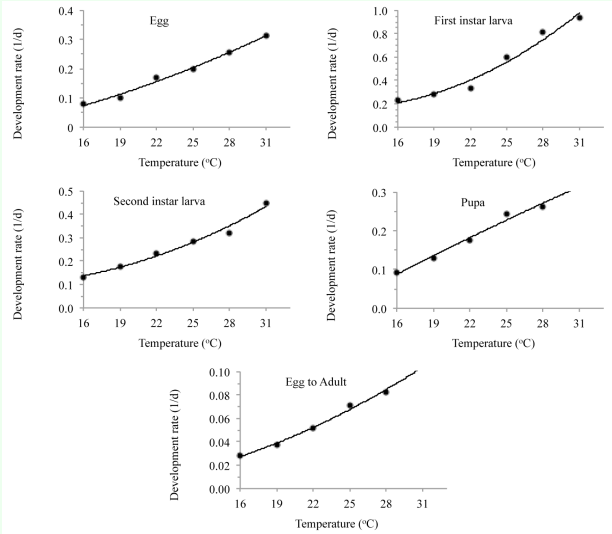 Egg
Development rate (1/d)
0.4
0.3
0.2
0.1
0
16 19 22 25 28 31
Temperature (°C)
First instar larva
Development rate (1/d)
1.0
0.8
0.6
0.4
0.2
0.0
16 19 22 25 28 31
Temperature (°C)
Second instar larva
Development rate (1/d)
0.5
0.4
0.3
0.2
0.1
0.0
16 19 22 25 28 31
Temperature (°C)
Pupa
Development rate (1/d)
0.3
0.2
0.1
0.0
16 19 22 25 28 31
Temperature (°C)
Egg to Adult
Development rate (1/d)
0.10
0.08
0.06
0.04
0.02
0.00
16 19 22 25 28 31
Temperature (°C)